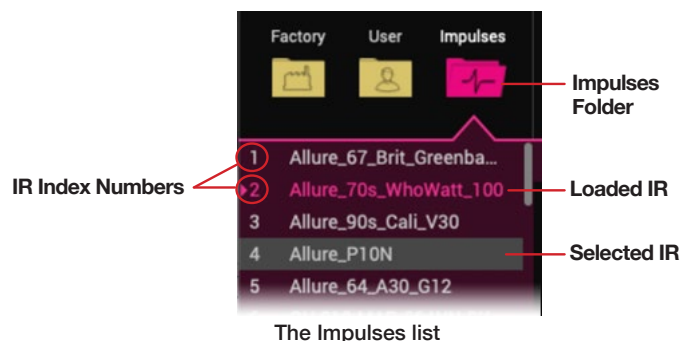 Factory User Impulses
Impulses
Folder
IR Index Numbers
1 Allure_67_Brit_Greenba...
2 Allure_70s_WhoWatt_100
Loaded IR
3 Allure_90s_Cali_V30
4 Allure_P10N
Selected IR
5 Allure_64_A30_G12
The Impulses list